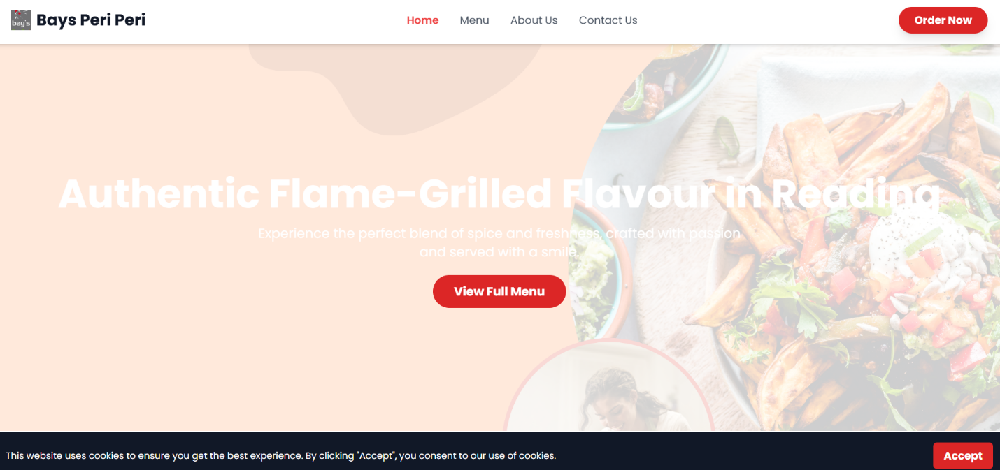 bay's
Bays Peri Peri
Home
Menu
About Us
Contact Us
Order Now
Authentic Flame-Grilled Flavour in Reading
Experience the perfect blend of spice and freshness, crafted with passion
and served with a smile.
View Full Menu
This website uses cookies to ensure you get the best experience. By clicking "Accept", you consent to our use of cookies.
Accept